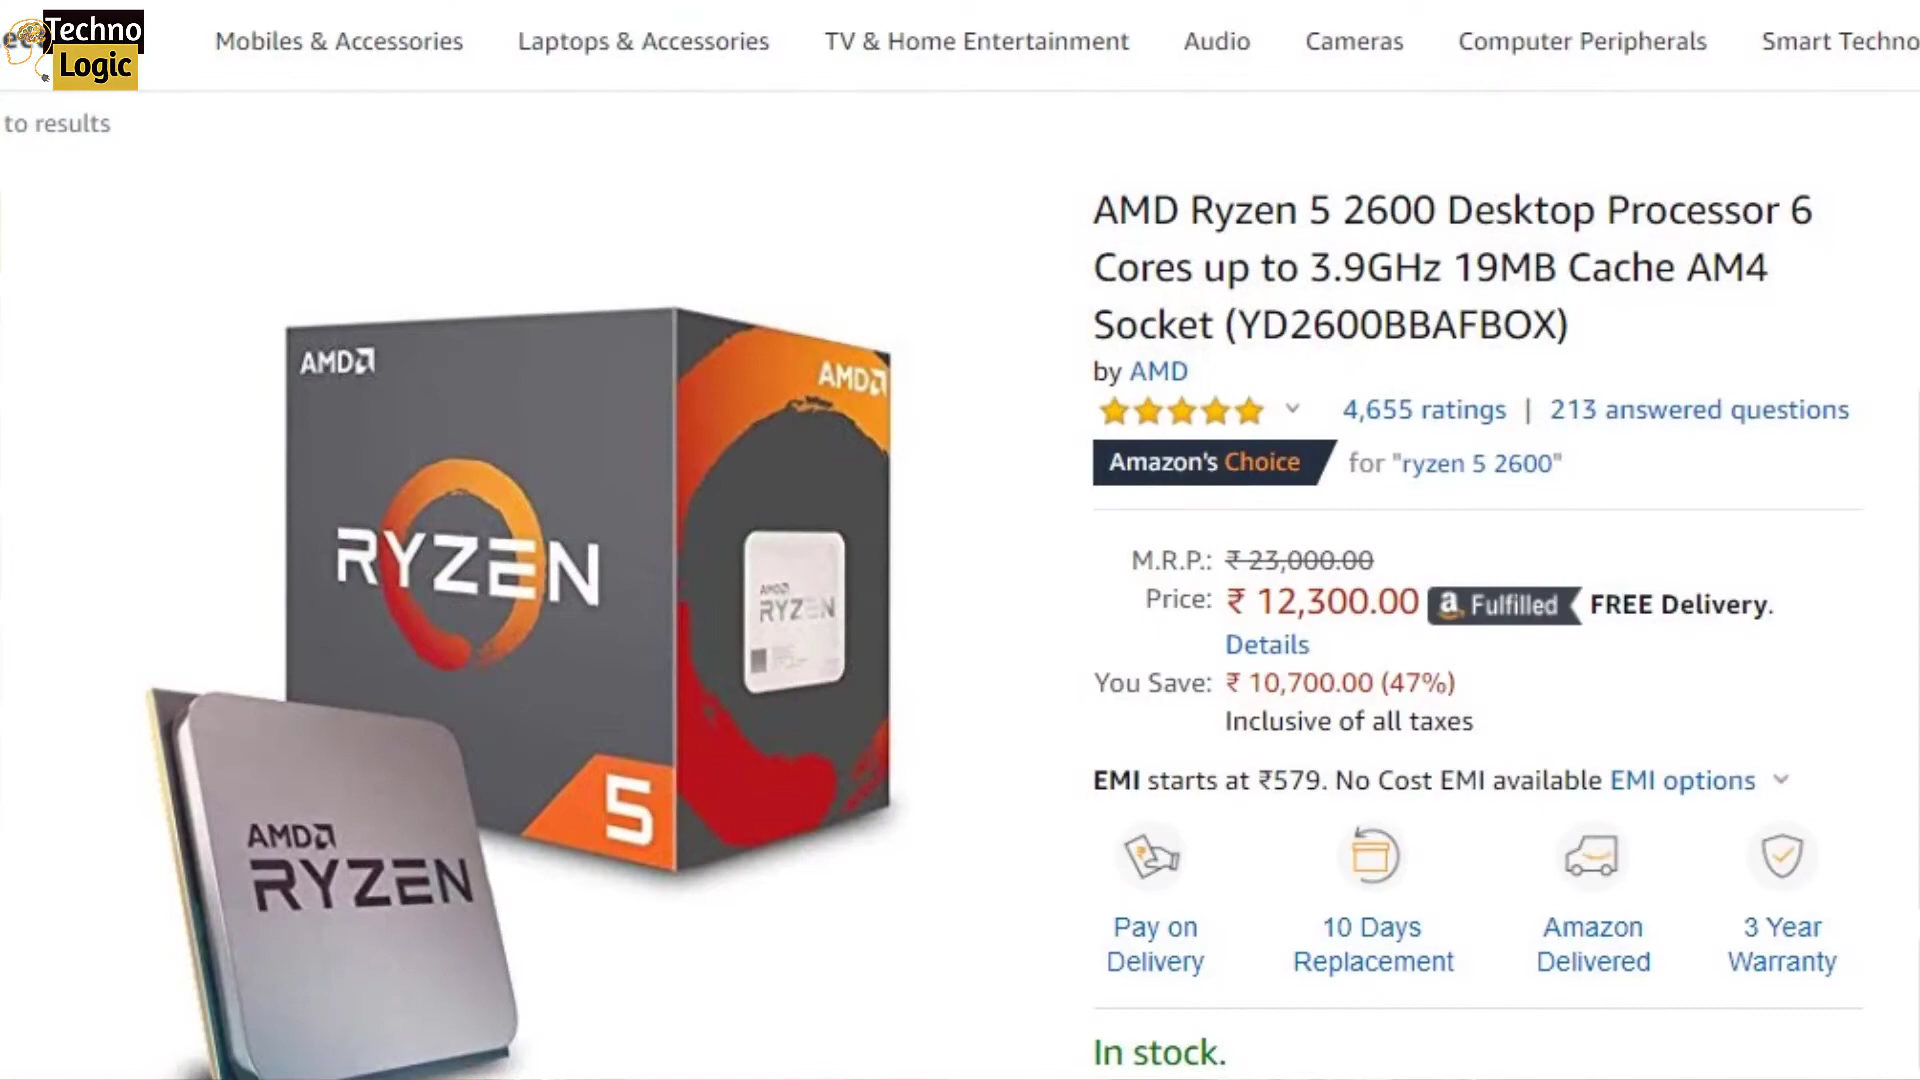 Techno
Logic
Mobiles & Accessories
Laptops & Accessories
TV & Home Entertainment
Audio
Cameras
Computer Peripherals
Smart Techno
to results
AMD Ryzen 5 2600 Desktop Processor 6
Cores up to 3.9GHz 19MB Cache AM4
Socket (YD2600BBAFBOX)
by AMD
4,655 ratings | 213 answered questions
Amazon's Choice for "ryzen 5 2600"
M.R.P.: ₹ 23,000.00
Price: ₹ 12,300.00 a Fulfilled FREE Delivery.
Details
You Save: ₹ 10,700.00 (47%)
Inclusive of all taxes
EMI starts at ₹579. No Cost EMI available EMI options
Pay on
Delivery
10 Days
Replacement
Amazon
Delivered
3 Year
Warranty
In stock.
AMD
RYZEN
5
AMD
AMD
RYZEN
AMD
RYZEN